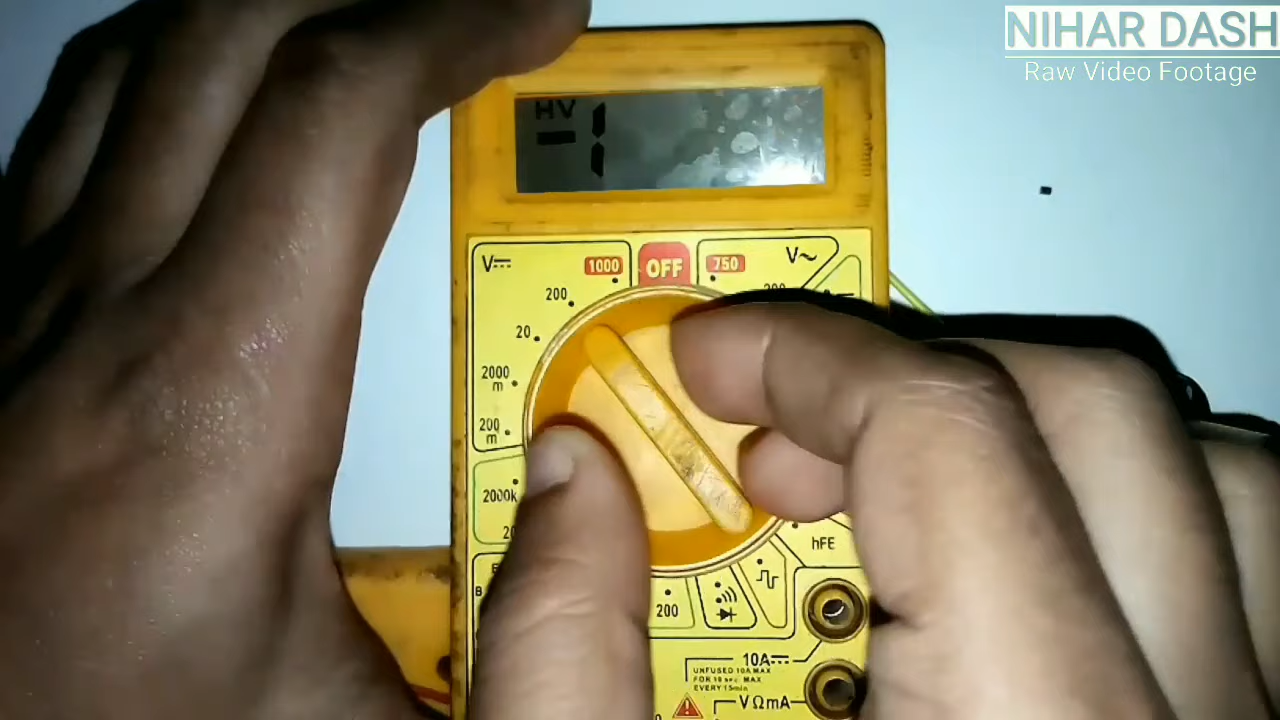 NIHAR DASH
Raw Video Footage
HV
-1
V⎓
1000
OFF
750
V~
200
20
2000
m
200
m
2000k
hFE
200
10A⎓
UNFUSED 10A MAX
FOR 10 sec MAX
EVERY 15min
VΩmA